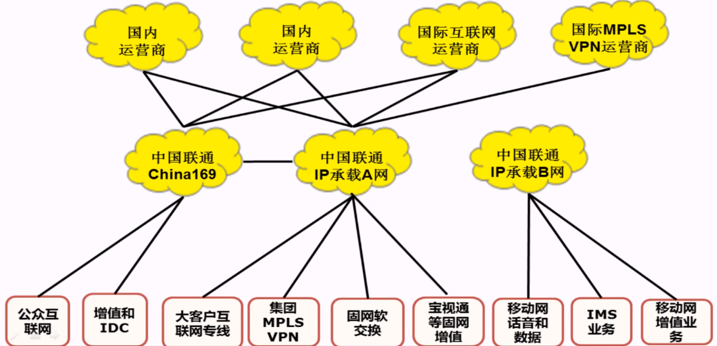 国内
运营商
国内
运营商
国际互联网
运营商
国际MPLS
VPN运营商
中国联通
China169
中国联通
IP承载A网
中国联通
IP承载B网
公众互
联网
增值和
IDC
大客户互
联网专线
集团
MPLS
VPN
固网软
交换
宝视通
等固网
增值
移动网
话音和
数据
IMS
业务
移动网
增值业
务